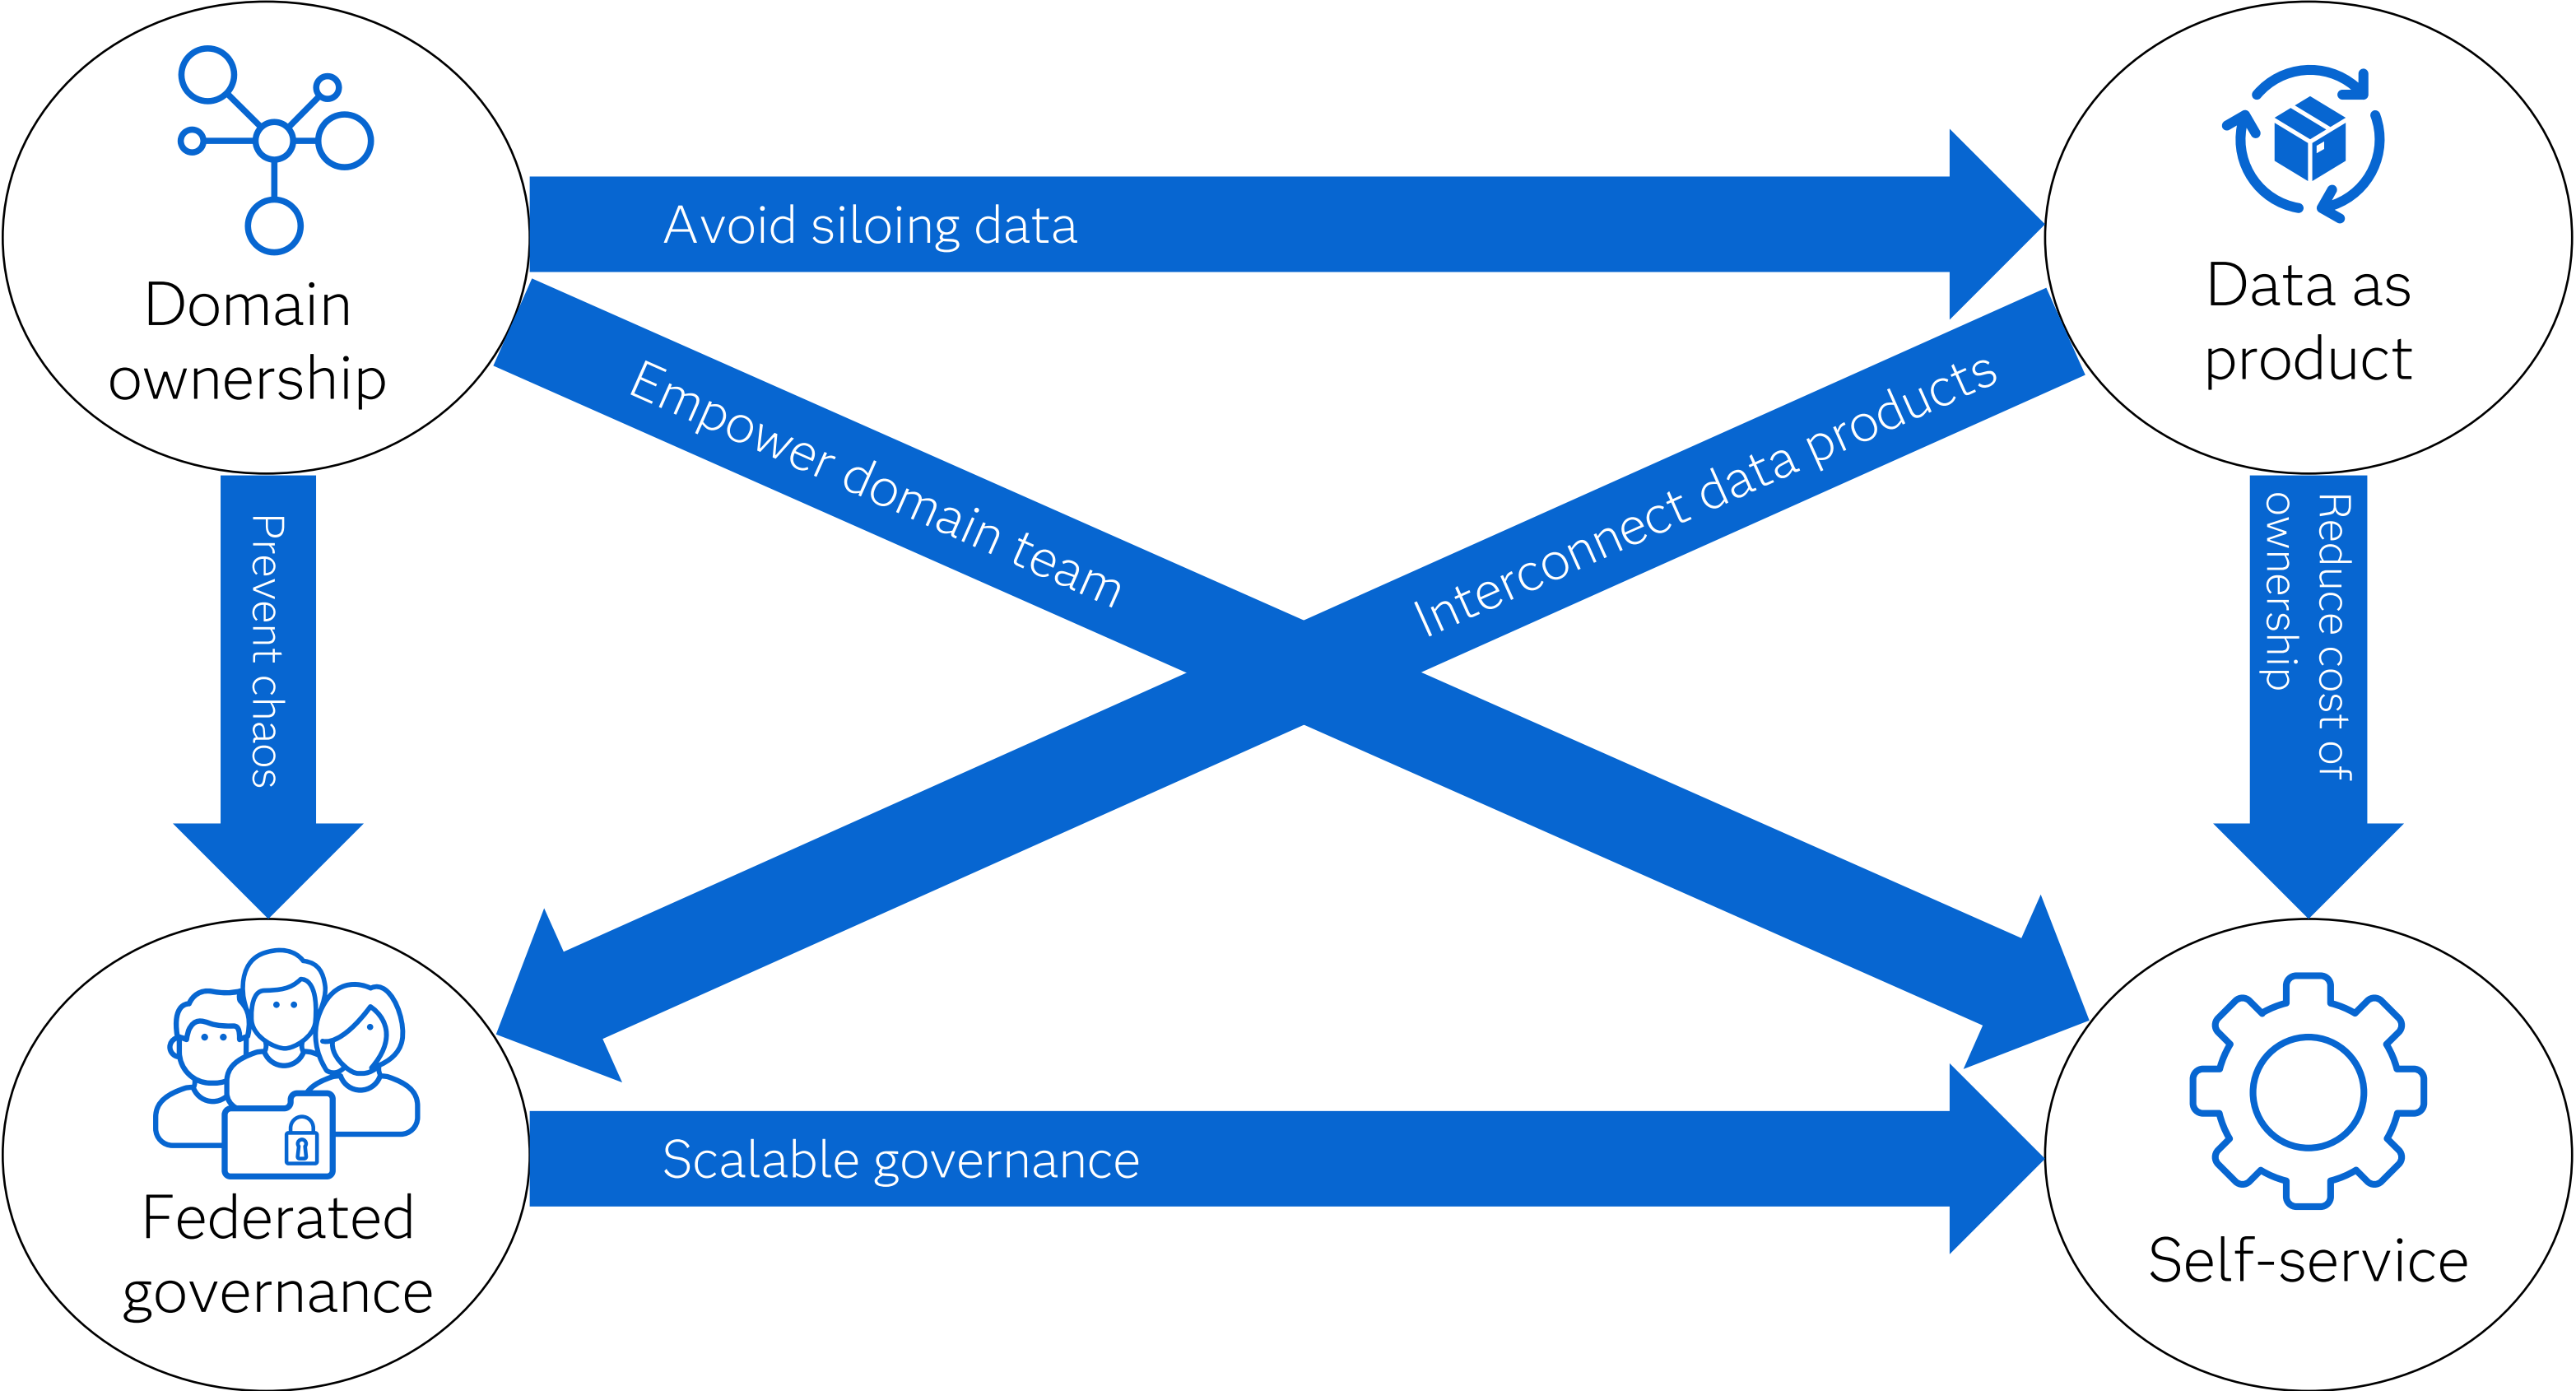 Domain
ownership
Avoid siloing data
Data as
product
Empower domain team
Interconnect data products
Prevent chaos
Reduce cost of
ownership
Federated
governance
Scalable governance
Self-service